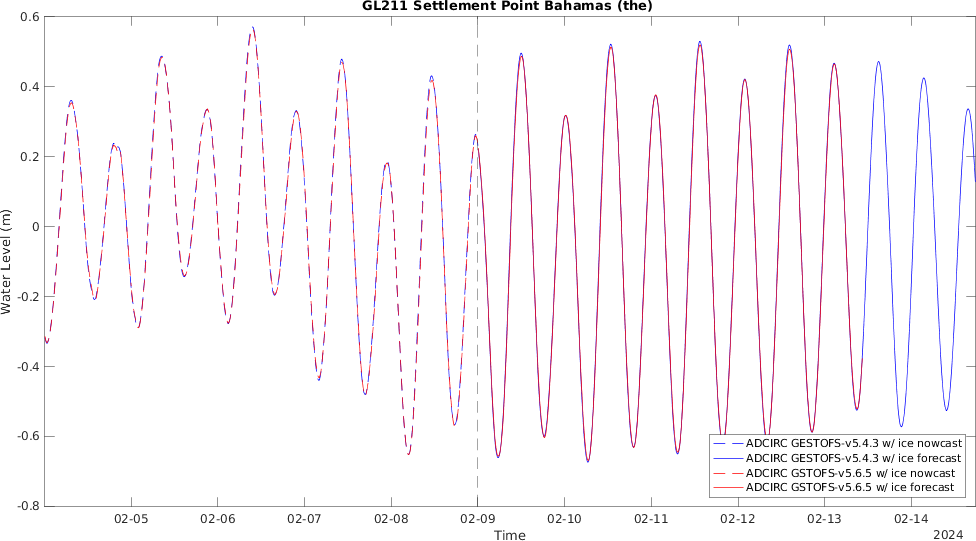 GL211 Settlement Point Bahamas (the)
0.6
0.4
0.2
0
-0.2
-0.4
-0.6
-0.8
Water Level (m)
ADCIRC GESTOFS-v5.4.3 w/ ice nowcast
ADCIRC GESTOFS-v5.4.3 w/ ice forecast
ADCIRC GSTOFS-v5.6.5 w/ ice nowcast
ADCIRC GSTOFS-v5.6.5 w/ ice forecast
02-05 02-06 02-07 02-08 02-09 02-10 02-11 02-12 02-13 02-14
Time
2024